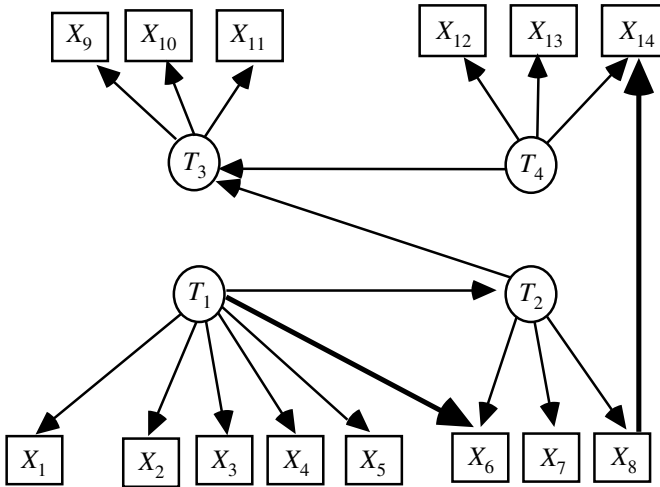 X₉ X₁₀ X₁₁ X₁₂ X₁₃ X₁₄
T₃ T₄
T₁ T₂
X₁ X₂ X₃ X₄ X₅ X₆ X₇ X₈